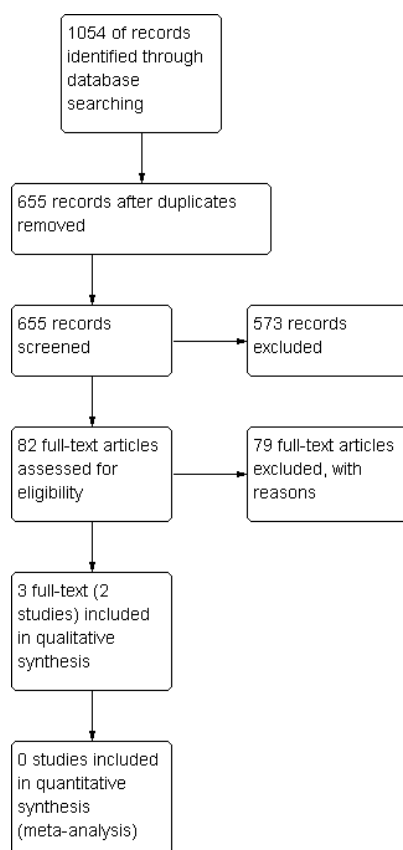 1054 of records
identified through
database
searching
655 records after duplicates
removed
655 records
screened
573 records
excluded
82 full-text articles
assessed for
eligibility
79 full-text articles
excluded, with
reasons
3 full-text (2
studies) included
in qualitative
synthesis
0 studies included
in quantitative
synthesis
(meta-analysis)